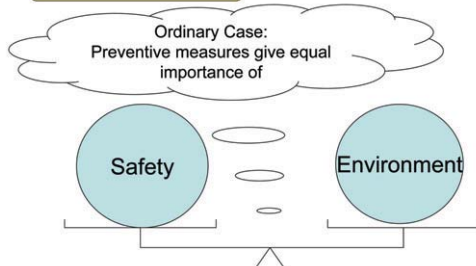 Ordinary Case:
Preventive measures give equal
importance of
Safety
Environment